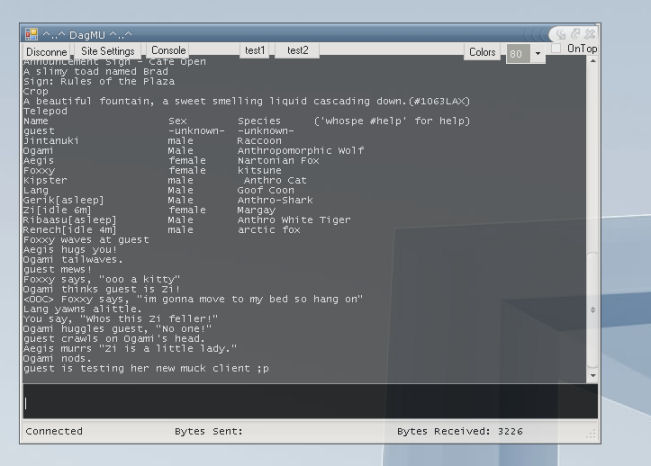 ^..^ DagMU ^..^
Disconne Site Settings Console test1 test2 Colors 80 OnTop
Announcement Sign - Cafe Open
A slimy toad named Brad
Sign: Rules of the Plaza
Crop
A beautiful fountain, a sweet smelling liquid cascading down.(#1063LAX)
Telepod
Name Sex Species ('whospe #help' for help)
guest -unknown- -unknown-
Jintanuki male Raccoon
Ogami Male Anthropomorphic Wolf
Aegis female Nartonian Fox
Foxxy female kitsune
Kipster male Anthro Cat
Lang Male Goof Coon
Gerik[asleep] Male Anthro-Shark
Zi[idle 6m] female Margay
Ribaasu[asleep] Male Anthro White Tiger
Renech[idle 4m] male arctic fox
Foxxy waves at guest
Aegis hugs you!
Ogami tailwaves.
guest mews!
Foxxy says, "ooo a kitty"
Ogami thinks guest is Zi!
<OOC> Foxxy says, "im gonna move to my bed so hang on"
Lang yawns alittle.
You say, "Whos this Zi feller!"
Ogami huggles guest, "No one!"
guest crawls on Ogami's head.
Aegis murrs "Zi is a little lady."
Ogami nods.
guest is testing her new muck client ;p
Connected Bytes Sent: Bytes Received: 3226